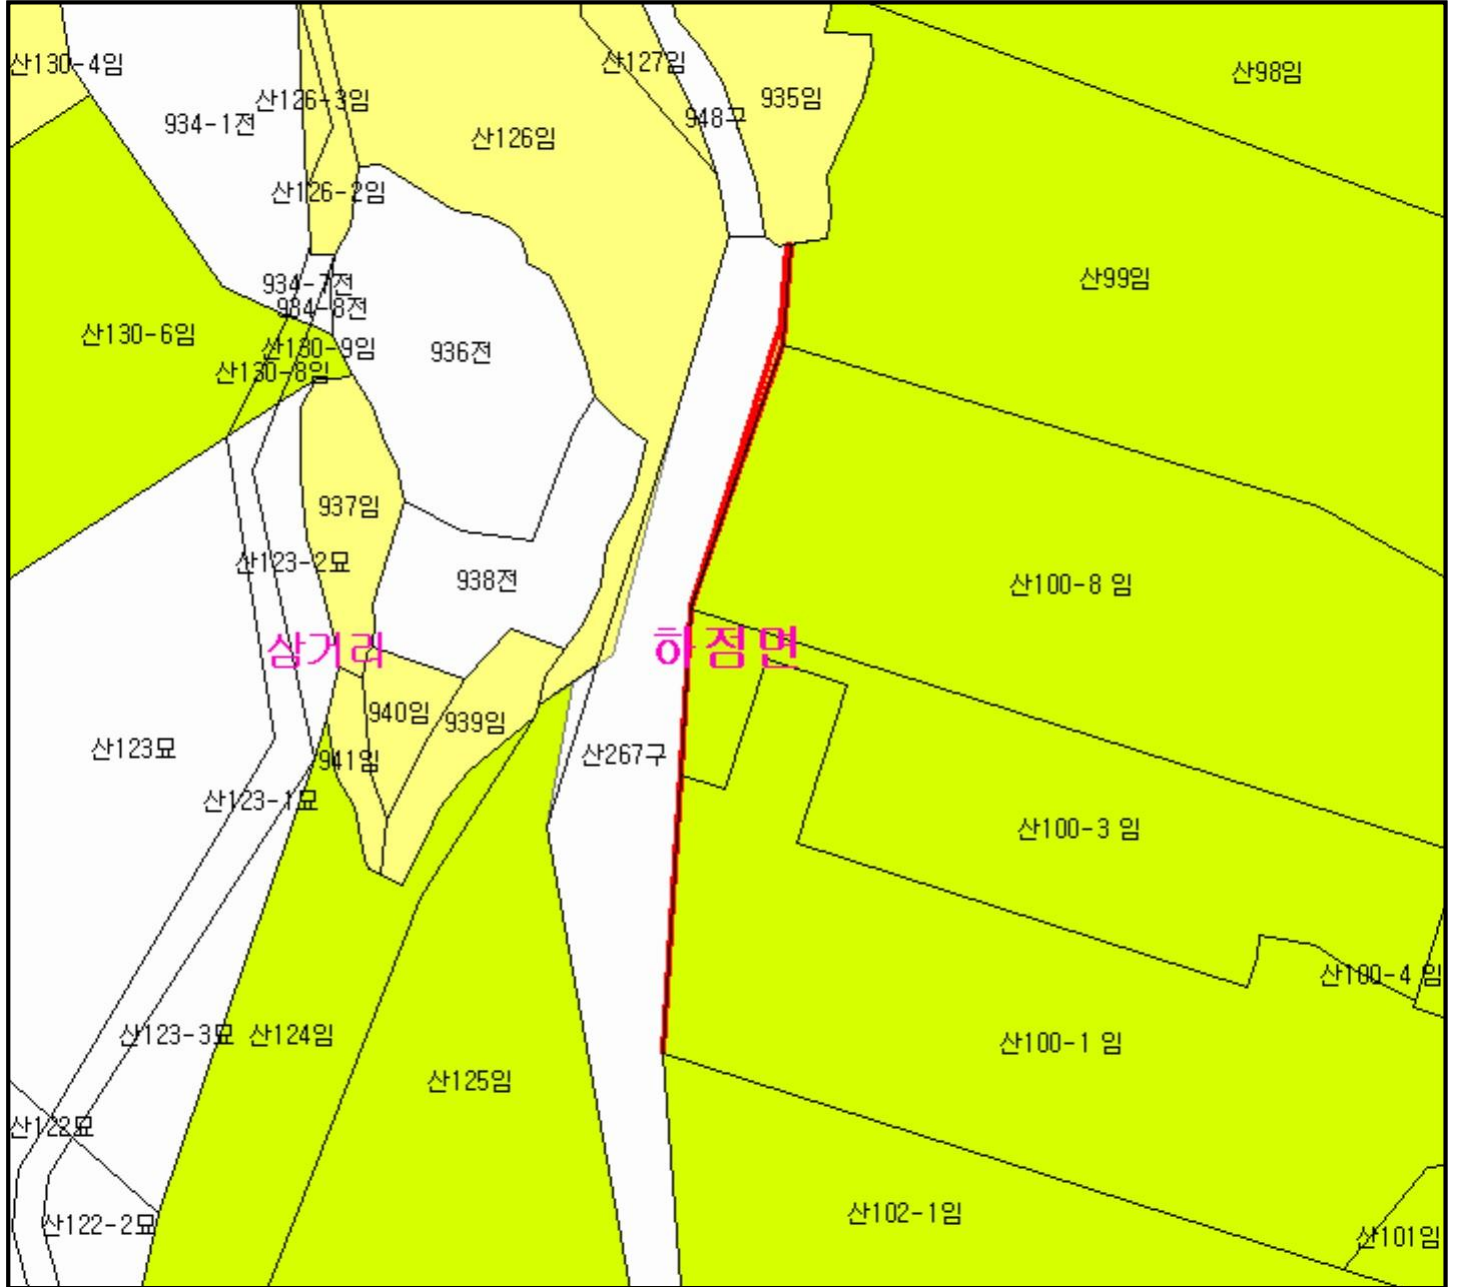 산130-4임
산127임
산98임
산126-3임
935임
934-1전
948구
산126임
산126-2임
934-7전
산99임
934-8전
산130-6임
산130-9임
936전
산130-8임
937임
산123-2묘
938전
산100-8 임
삼거리
하점면
940임
939임
산123묘
941임
산267구
산123-1묘
산100-3 임
산100-4 임
산123-3묘
산124임
산100-1 임
산125임
산122묘
산122-2묘
산102-1임
산101임